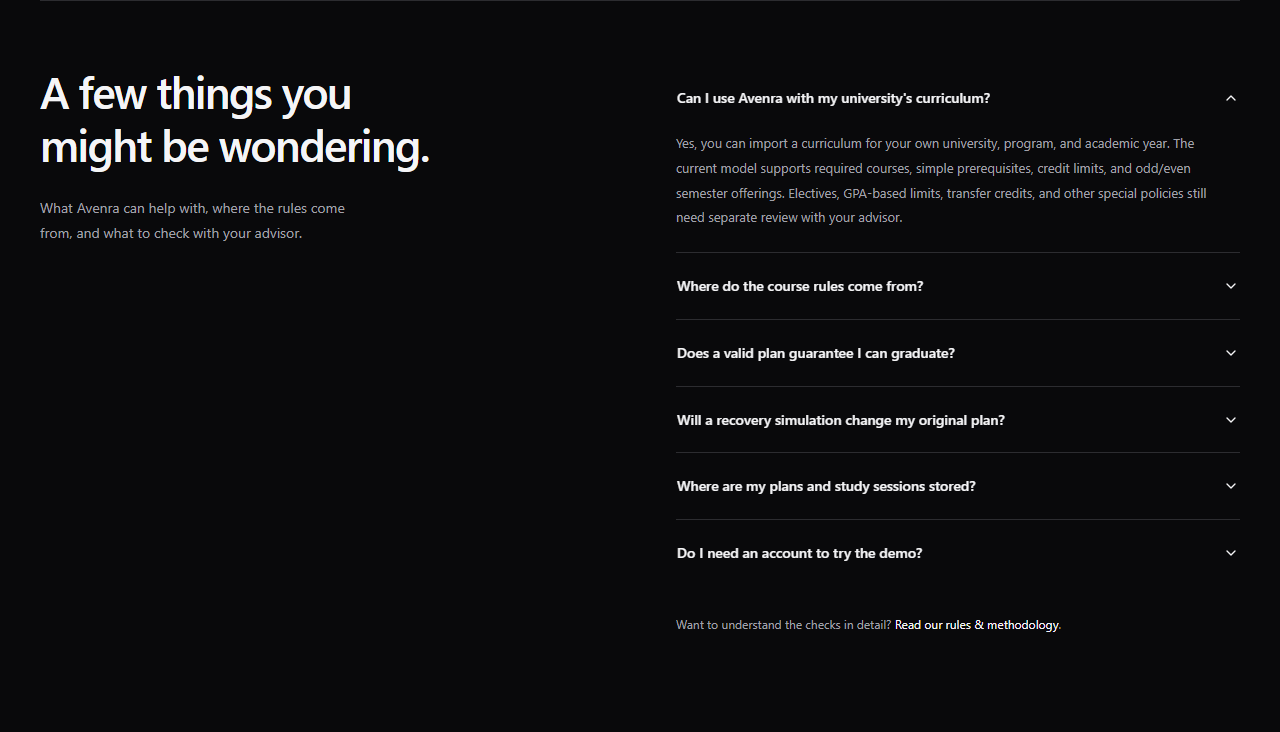 A few things you
might be wondering.
What Avenra can help with, where the rules come
from, and what to check with your advisor.
Can I use Avenra with my university's curriculum?
Yes, you can import a curriculum for your own university, program, and academic year. The
current model supports required courses, simple prerequisites, credit limits, and odd/even
semester offerings. Electives, GPA-based limits, transfer credits, and other special policies still
need separate review with your advisor.
Where do the course rules come from?
Does a valid plan guarantee I can graduate?
Will a recovery simulation change my original plan?
Where are my plans and study sessions stored?
Do I need an account to try the demo?
Want to understand the checks in detail? Read our rules & methodology.